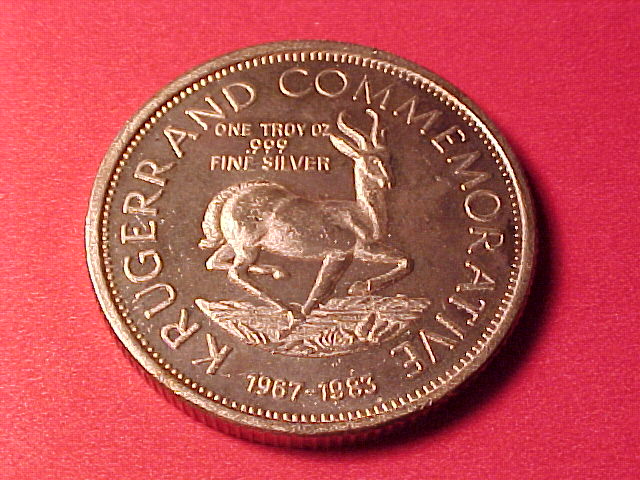 KRUGERRAND COMMEMORATIVE
ONE TROY OZ
.999
FINE SILVER
1967-1983